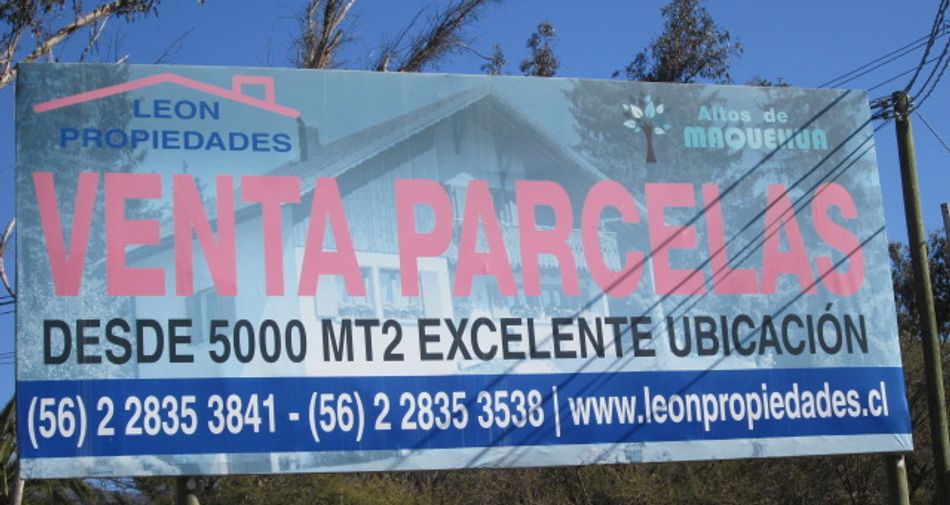 LEON
PROPIEDADES
Altos de
MAQUEHUA
VENTA PARCELAS
DESDE 5000 MT2 EXCELENTE UBICACIÓN
(56) 2 2835 3841 - (56) 2 2835 3538 | www.leonpropiedades.cl